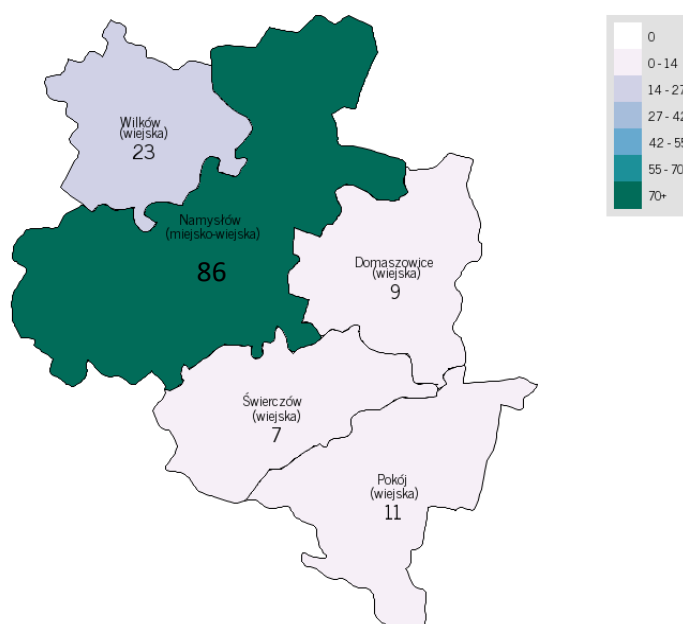 Wilków
(wiejska)
23
Namysłów
(miejsko-wiejska)
86
Domaszowice
(wiejska)
9
Świerczów
(wiejska)
7
Pokój
(wiejska)
11
0
0 - 14
14 - 27
27 - 42
42 - 55
55 - 70
70+